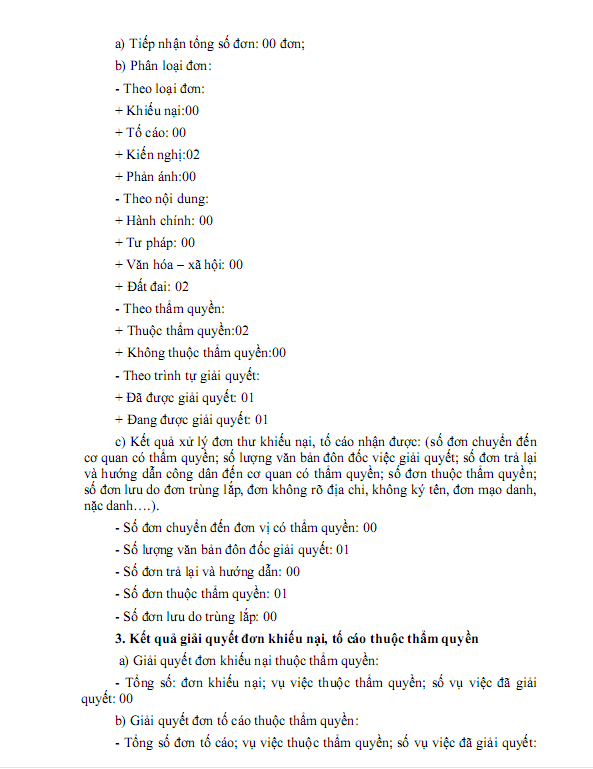 a) Tiếp nhận tổng số đơn: 00 đơn;
b) Phân loại đơn:
- Theo loại đơn:
+ Khiếu nại:00
+ Tố cáo: 00
+ Kiến nghị:02
+ Phản ánh:00
- Theo nội dung:
+ Hành chính: 00
+ Tư pháp: 00
+ Văn hóa – xã hội: 00
+ Đất đai: 02
- Theo thẩm quyền:
+ Thuộc thẩm quyền:02
+ Không thuộc thẩm quyền:00
- Theo trình tự giải quyết:
+ Đã được giải quyết: 01
+ Đang được giải quyết: 01
c) Kết quả xử lý đơn thư khiếu nại, tố cáo nhận được: (số đơn chuyển đến
cơ quan có thẩm quyền; số lượng văn bản đôn đốc việc giải quyết; số đơn trả lại
và hướng dẫn công dân đến cơ quan có thẩm quyền; số đơn thuộc thẩm quyền;
số đơn lưu do đơn trùng lắp, đơn không rõ địa chỉ, không ký tên, đơn mạo danh,
nặc danh….).
- Số đơn chuyển đến đơn vị có thẩm quyền: 00
- Số lượng văn bản đôn đốc giải quyết: 01
- Số đơn trả lại và hướng dẫn: 00
- Số đơn thuộc thẩm quyền: 01
- Số đơn lưu do trùng lắp: 00
3. Kết quả giải quyết đơn khiếu nại, tố cáo thuộc thẩm quyền
a) Giải quyết đơn khiếu nại thuộc thẩm quyền:
- Tổng số: đơn khiếu nại; vụ việc thuộc thẩm quyền; số vụ việc đã giải
quyết: 00
b) Giải quyết đơn tố cáo thuộc thẩm quyền:
- Tổng số đơn tố cáo; vụ việc thuộc thẩm quyền; số vụ việc đã giải quyết: